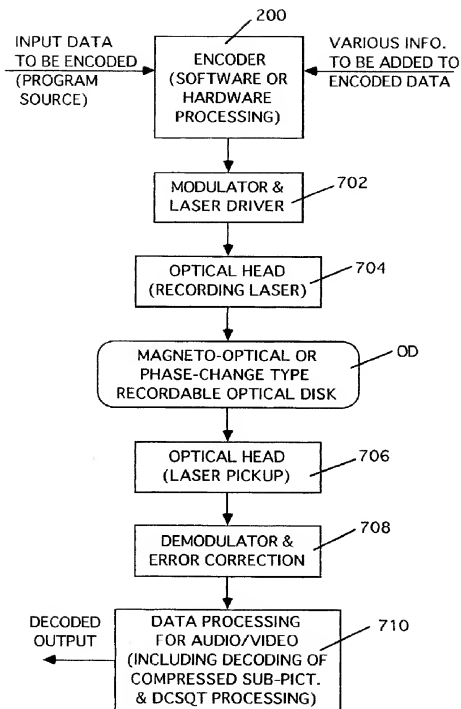 200
INPUT DATA
TO BE ENCODED
(PROGRAM
SOURCE)
ENCODER
(SOFTWARE OR
HARDWARE
PROCESSING)
VARIOUS INFO.
TO BE ADDED TO
ENCODED DATA
MODULATOR &
LASER DRIVER
702
OPTICAL HEAD
(RECORDING LASER)
704
MAGNETO-OPTICAL OR
PHASE-CHANGE TYPE
RECORDABLE OPTICAL DISK
OD
OPTICAL HEAD
(LASER PICKUP)
706
DEMODULATOR &
ERROR CORRECTION
708
DECODED
OUTPUT
DATA PROCESSING
FOR AUDIO/VIDEO
(INCLUDING DECODING OF
COMPRESSED SUB-PICT.
& DCSQT PROCESSING)
710